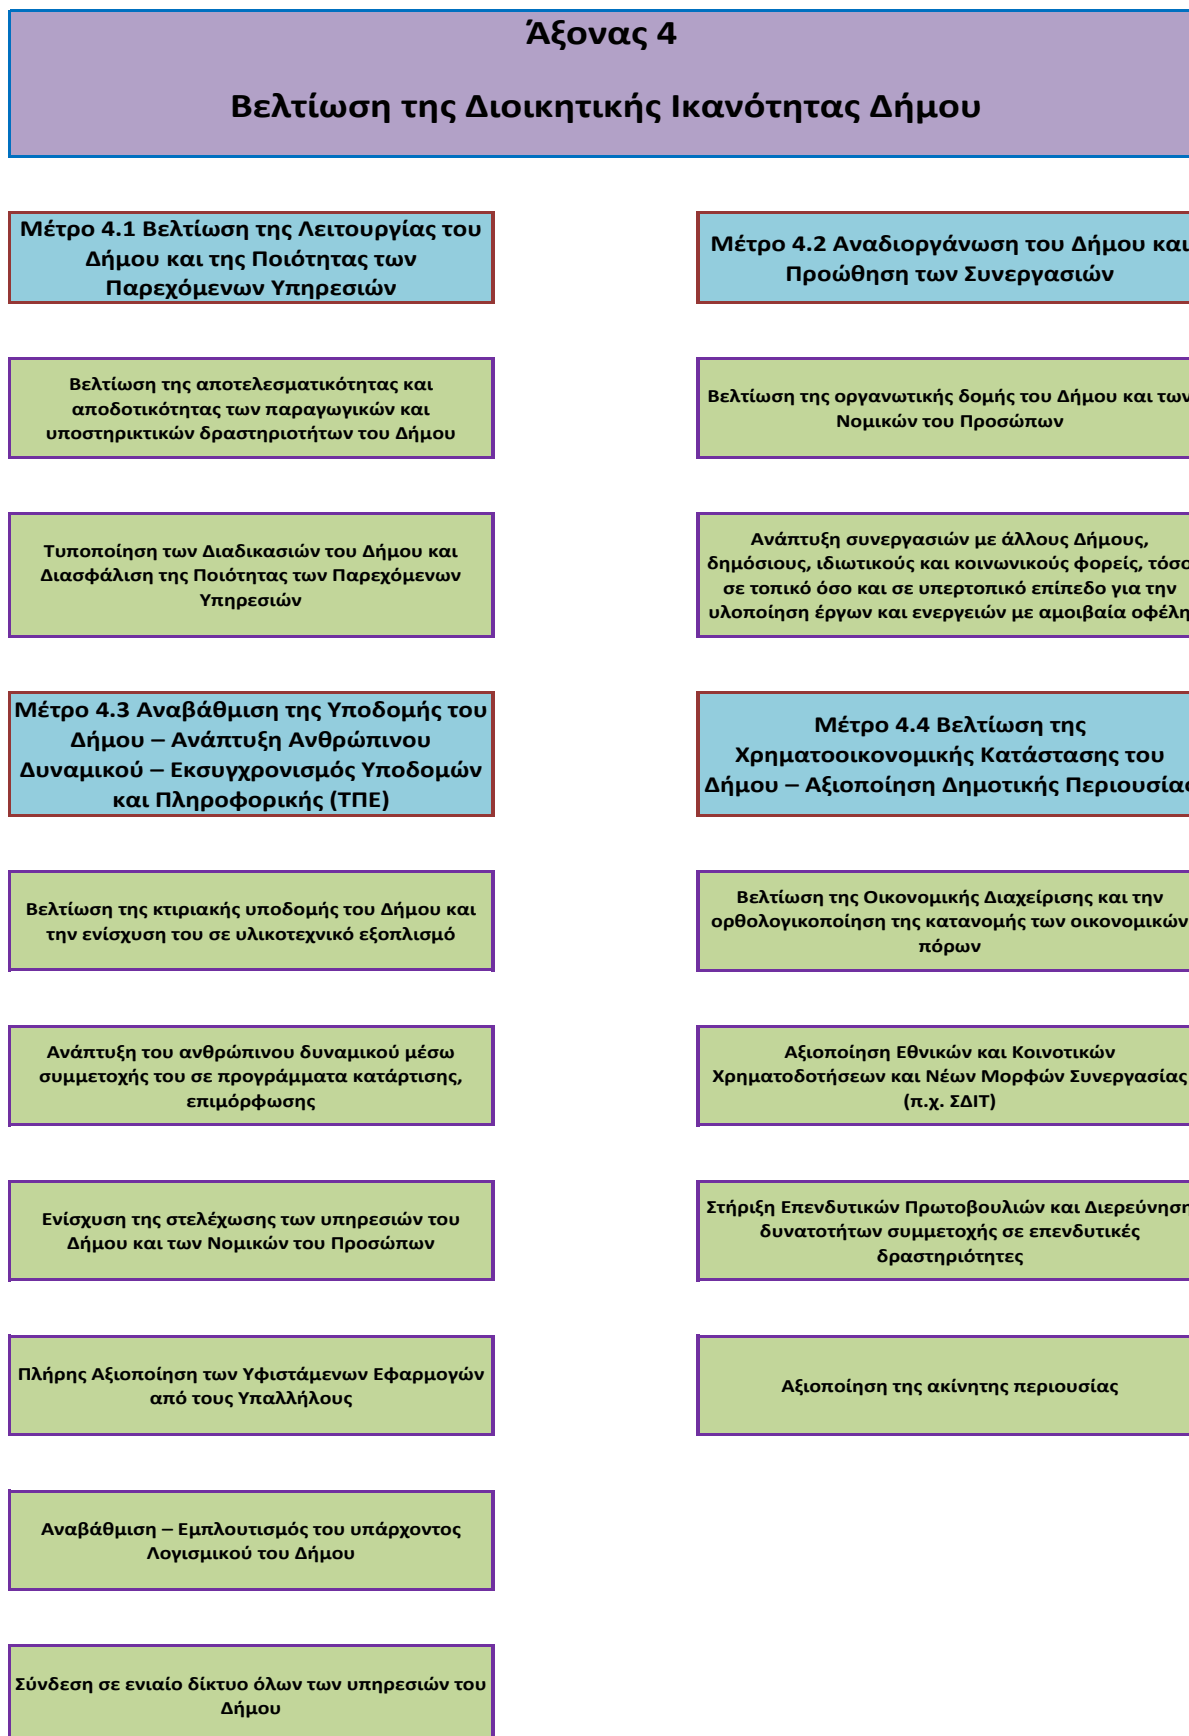 Άξονας 4
Βελτίωση της Διοικητικής Ικανότητας Δήμου
Μέτρο 4.1 Βελτίωση της Λειτουργίας του
Δήμου και της Ποιότητας των
Παρεχόμενων Υπηρεσιών
Μέτρο 4.2 Αναδιοργάνωση του Δήμου και
Προώθηση των Συνεργασιών
Βελτίωση της αποτελεσματικότητας και
αποδοτικότητας των παραγωγικών και
υποστηρικτικών δραστηριοτήτων του Δήμου
Βελτίωση της οργανωτικής δομής του Δήμου και των
Νομικών του Προσώπων
Τυποποίηση των Διαδικασιών του Δήμου και
Διασφάλιση της Ποιότητας των Παρεχόμενων
Υπηρεσιών
Ανάπτυξη συνεργασιών με άλλους Δήμους,
δημόσιους, ιδιωτικούς και κοινωνικούς φορείς, τόσο
σε τοπικό όσο και σε υπερτοπικό επίπεδο για την
υλοποίηση έργων και ενεργειών με αμοιβαία οφέλη
Μέτρο 4.3 Αναβάθμιση της Υποδομής του
Δήμου – Ανάπτυξη Ανθρώπινου
Δυναμικού – Εκσυγχρονισμός Υποδομών
και Πληροφορικής (ΤΠΕ)
Μέτρο 4.4 Βελτίωση της
Χρηματοοικονομικής Κατάστασης του
Δήμου – Αξιοποίηση Δημοτικής Περιουσίας
Βελτίωση της κτιριακής υποδομής του Δήμου και
την ενίσχυση του σε υλικοτεχνικό εξοπλισμό
Βελτίωση της Οικονομικής Διαχείρισης και την
ορθολογικοποίηση της κατανομής των οικονομικών
πόρων
Ανάπτυξη του ανθρώπινου δυναμικού μέσω
συμμετοχής του σε προγράμματα κατάρτισης,
επιμόρφωσης
Αξιοποίηση Εθνικών και Κοινοτικών
Χρηματοδοτήσεων και Νέων Μορφών Συνεργασίας
(π.χ. ΣΔΙΤ)
Ενίσχυση της στελέχωσης των υπηρεσιών του
Δήμου και των Νομικών του Προσώπων
Στήριξη Επενδυτικών Πρωτοβουλιών και Διερεύνηση
δυνατοτήτων συμμετοχής σε επενδυτικές
δραστηριότητες
Πλήρης Αξιοποίηση των Υφιστάμενων Εφαρμογών
από τους Υπαλλήλους
Αξιοποίηση της ακίνητης περιουσίας
Αναβάθμιση – Εμπλουτισμός του υπάρχοντος
Λογισμικού του Δήμου
Σύνδεση σε ενιαίο δίκτυο όλων των υπηρεσιών του
Δήμου